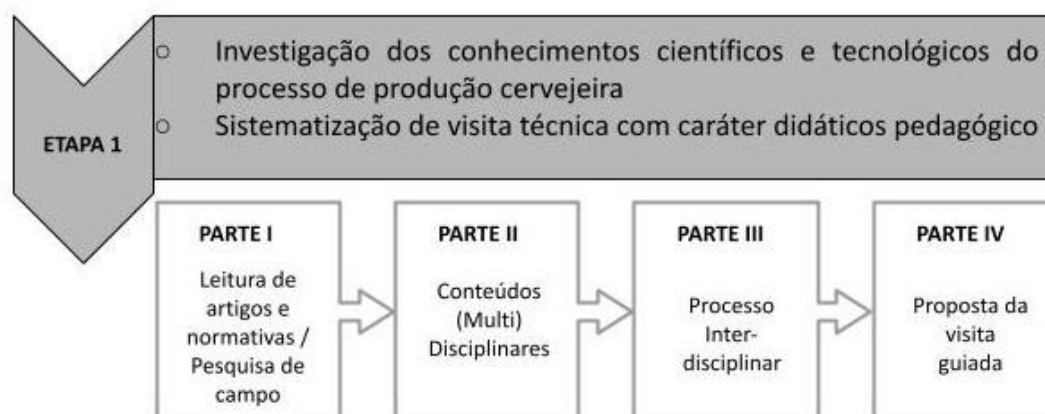 ○ Investigação dos conhecimentos científicos e tecnológicos do
processo de produção cervejeira
○ Sistematização de visita técnica com caráter didáticos pedagógico
ETAPA 1
PARTE I
Leitura de
artigos e
normativas /
Pesquisa de
campo
PARTE II
Conteúdos
(Multi)
Disciplinares
PARTE III
Processo
Inter-
disciplinar
PARTE IV
Proposta da
visita
guiada